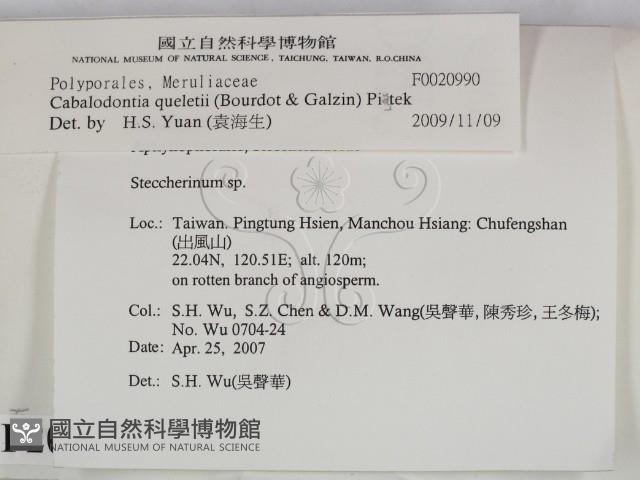 國立自然科學博物館
NATIONAL MUSEUM OF NATURAL SCIENCE, TAICHUNG, TAIWAN, R.O.CHINA
Polyporales, Meruliaceae F0020990
Cabalodontia queletii (Bourdot & Galzin) Piątek
Det. by H.S. Yuan (袁海生) 2009/11/09
Steccherinum sp.
Loc.: Taiwan. Pingtung Hsien, Manchou Hsiang: Chufengshan
(出風山)
22.04N, 120.51E; alt. 120m;
on rotten branch of angiosperm.
Col.: S.H. Wu, S.Z. Chen & D.M. Wang(吳聲華, 陳秀珍, 王冬梅);
No. Wu 0704-24
Date: Apr. 25, 2007
Det.: S.H. Wu(吳聲華)
國立自然科學博物館
NATIONAL MUSEUM OF NATURAL SCIENCE